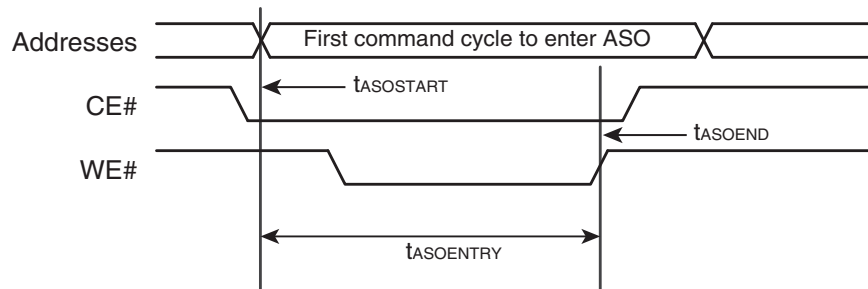 Addresses
First command cycle to enter ASO
tASOSTART
CE#
tASOEND
WE#
tASOENTRY